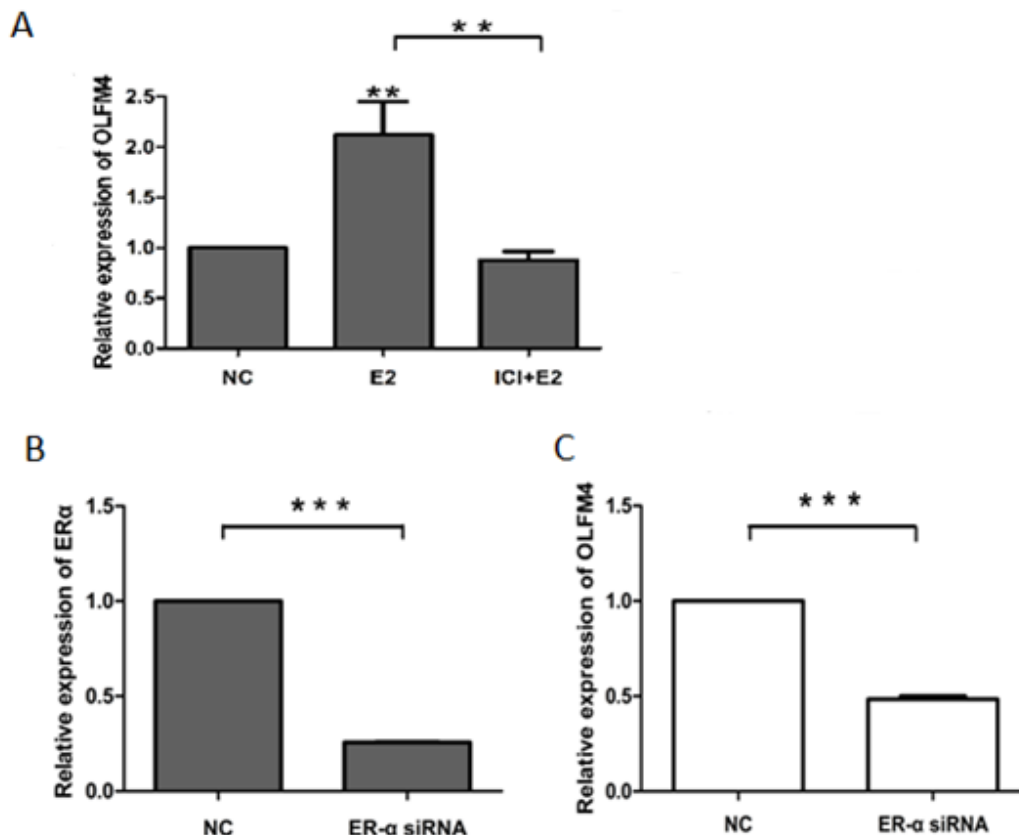 A
* *
Relative expression of OLFM4
2.5
**
2.0
1.5
1.0
0.5
0.0
NC E2 ICI+E2
B
Relative expression of ERα
1.5
* * *
1.0
0.5
0.0
NC ER-α siRNA
C
Relative expression of OLFM4
1.5
* * *
1.0
0.5
0.0
NC ER-α siRNA